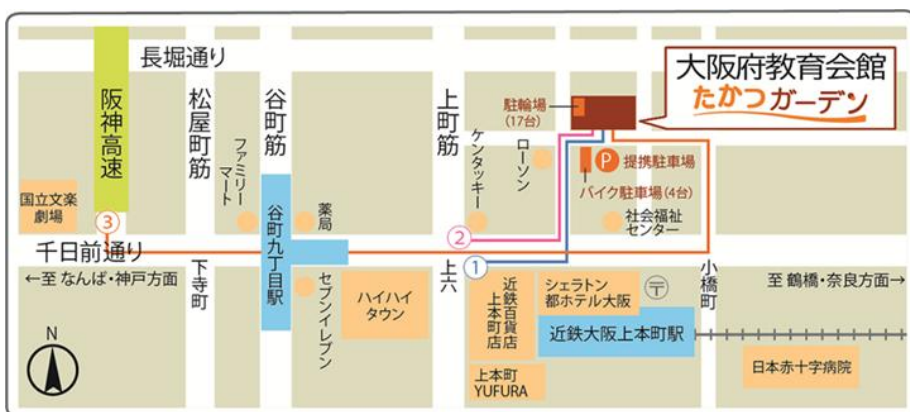 長堀通り
阪神高速
松屋町筋
谷町筋
上町筋
大阪府教育会館
たかつガーデン
駐輪場
(17台)
ファミリー
マート
薬局
ケンタッキー
ローソン
P
提携駐車場
バイク駐車場(4台)
社会福祉
センター
国立文楽
劇場
③
②
①
千日前通り
谷町九丁目駅
←至 なんば・神戸方面
下寺町
上六
小橋町
至 鶴橋・奈良方面→
セブンイレブン
ハイハイ
タウン
近鉄百貨店
上本町店
シェラトン
都ホテル大阪
〒
近鉄大阪上本町駅
上本町
YUFURA
日本赤十字病院
N